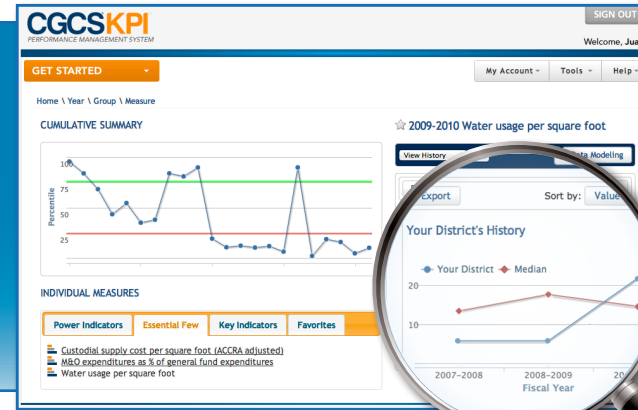 SIGN OUT
CGCSKPI
PERFORMANCE MANAGEMENT SYSTEM
Welcome, Jua
GET STARTED
My Account
Tools
Help
Home \ Year \ Group \ Measure
CUMULATIVE SUMMARY
2009-2010 Water usage per square foot
View History
Data Modeling
Export
Sort by:
Value
Percentile
100
75
50
25
Your District's History
Your District
Median
20
10
2007-2008
2008-2009
20
Fiscal Year
INDIVIDUAL MEASURES
Power Indicators
Essential Few
Key Indicators
Favorites
Custodial supply cost per square foot (ACCRA adjusted)
M&O expenditures as % of general fund expenditures
Water usage per square foot